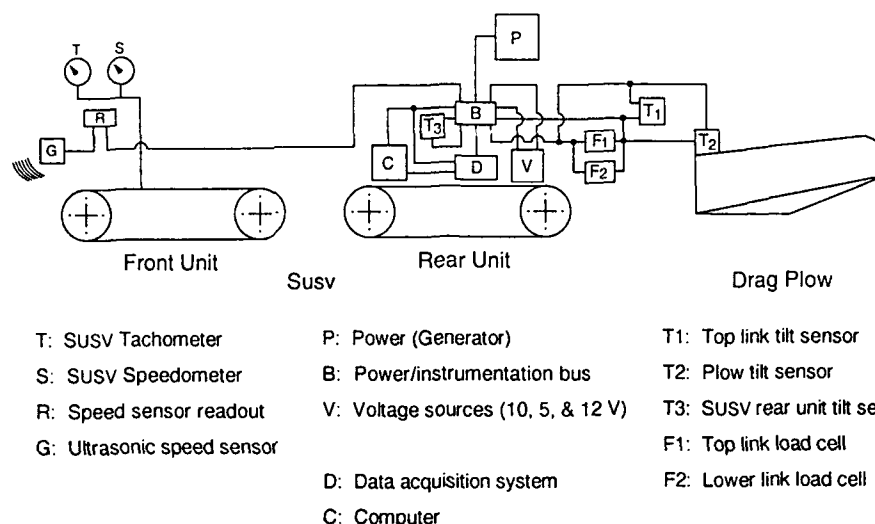 T S
P
R
B
T1
T3
G
F1
T2
C
D
V
F2
Front Unit
Rear Unit
Susv
Drag Plow
T: SUSV Tachometer
S: SUSV Speedometer
R: Speed sensor readout
G: Ultrasonic speed sensor
P: Power (Generator)
B: Power/instrumentation bus
V: Voltage sources (10, 5, & 12 V)
D: Data acquisition system
C: Computer
T1: Top link tilt sensor
T2: Plow tilt sensor
T3: SUSV rear unit tilt se
F1: Top link load cell
F2: Lower link load cell